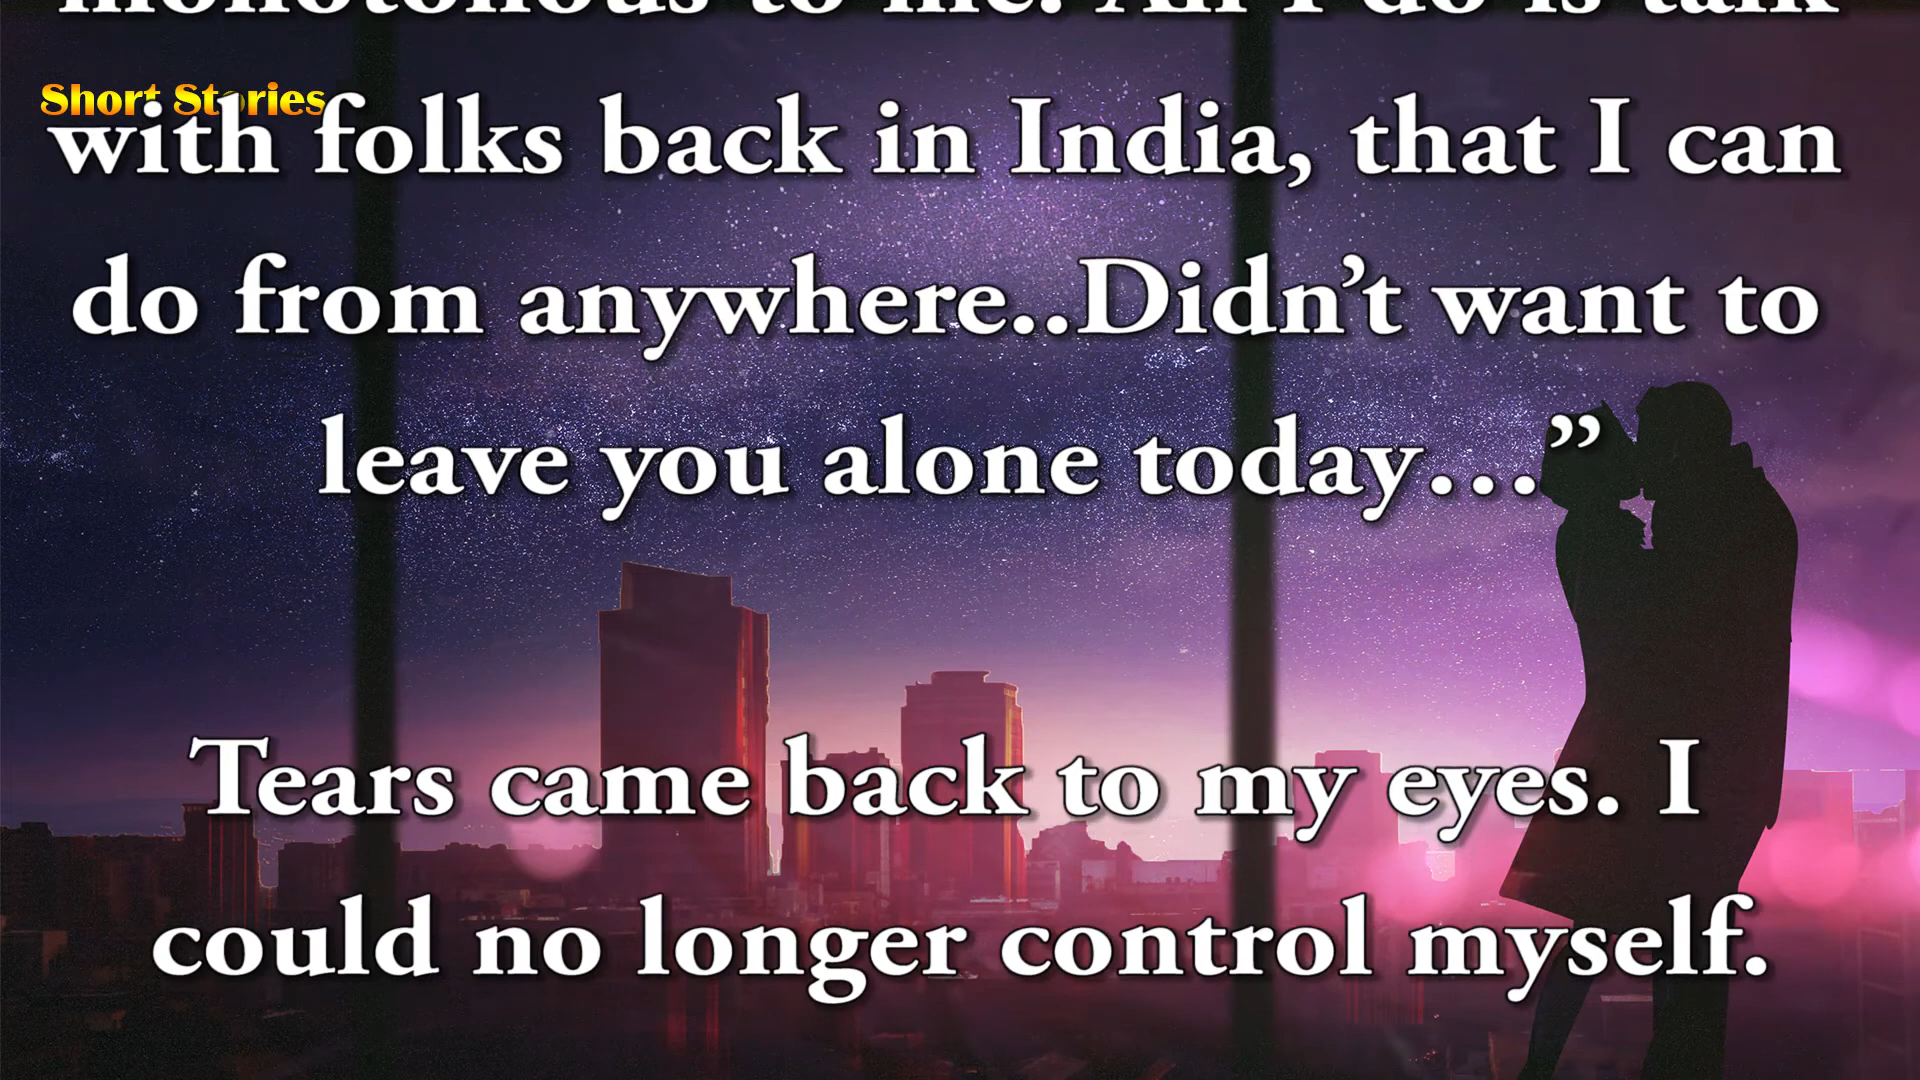 monotonous to me. All I do is talk
Short Stories
with folks back in India, that I can
do from anywhere..Didn’t want to
leave you alone today…”
Tears came back to my eyes. I
could no longer control myself.